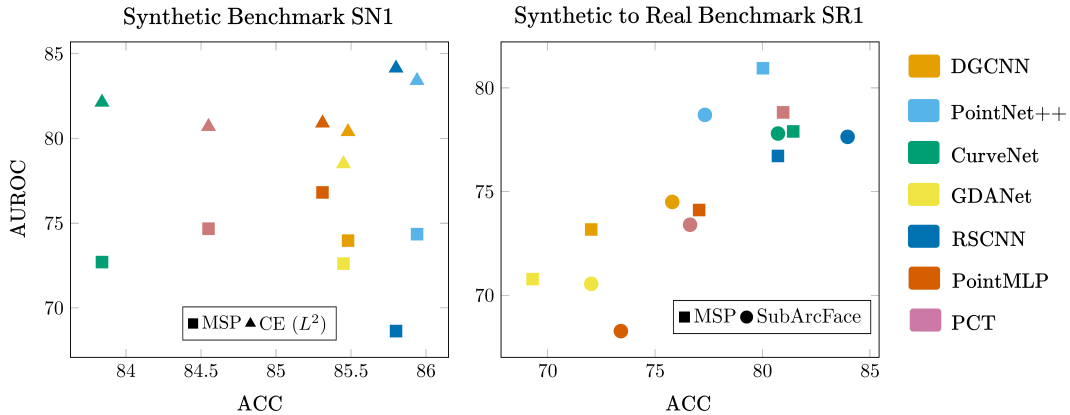 Synthetic Benchmark SN1
85
80
75
70
AUROC
84
84.5
85
85.5
86
ACC
MSP CE (L²)
Synthetic to Real Benchmark SR1
80
75
70
70
75
80
85
ACC
MSP SubArcFace
DGCNN
PointNet++
CurveNet
GDANet
RSCNN
PointMLP
PCT